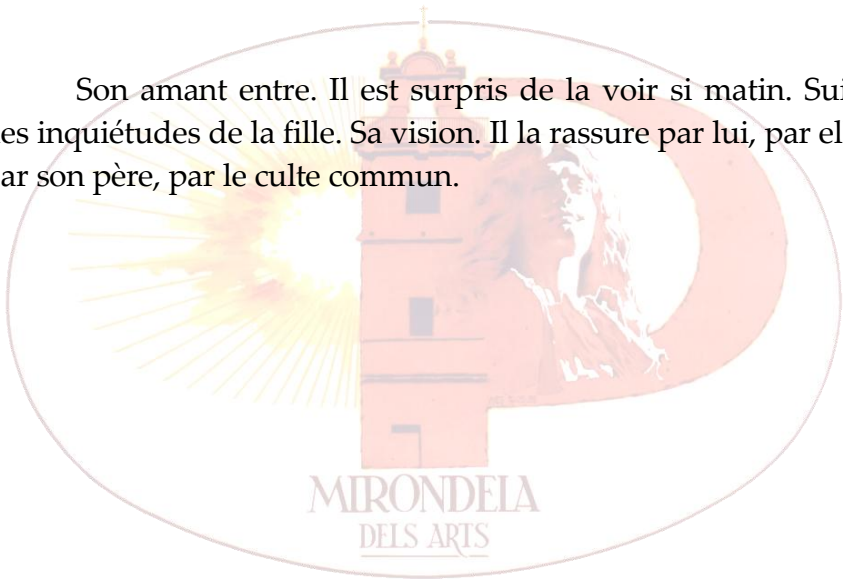 Son amant entre. Il est surpris de la voir si matin. Sui
es inquiétudes de la fille. Sa vision. Il la rassure par lui, par el
ar son père, par le culte commun.
MIRONDELA
DELS ARTS